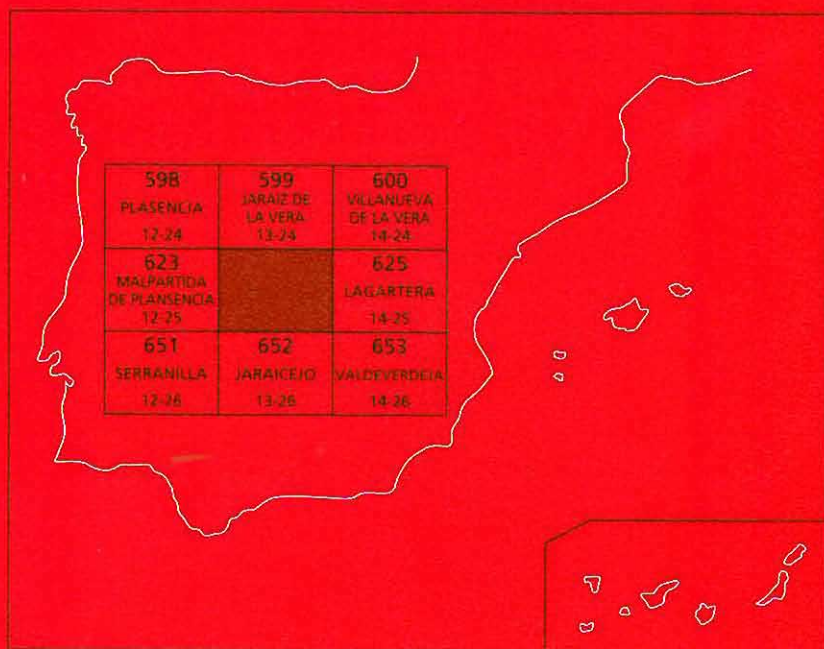 598
PLASENCIA
12-24
599
JARAIZ DE
LA VERA
13-24
600
VILLANUEVA
DE LA VERA
14-24
623
MALPARTIDA
DE PLANSENCIA
12-25
625
LAGARTERA
14-25
651
SERRANILLA
12-26
652
JARAICEJO
13-26
653
VALDEVERDEJA
14-26